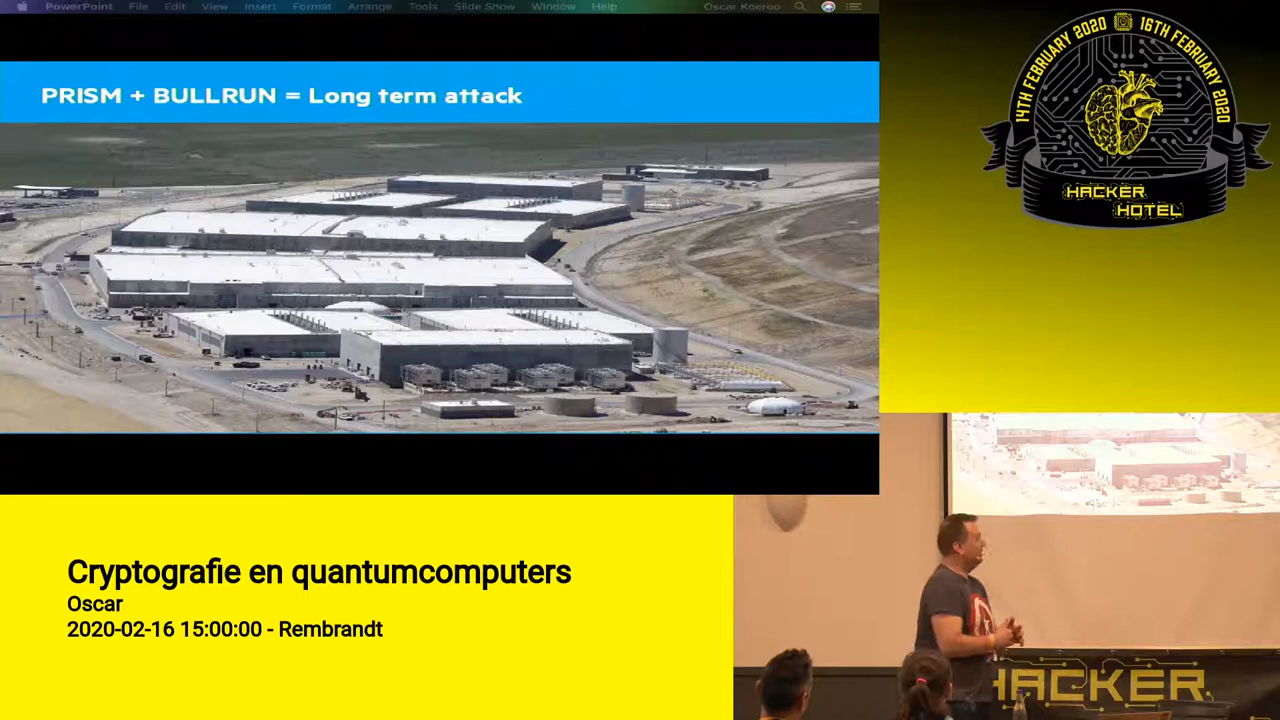 PowerPoint File Edit View Insert Format Arrange Tools Slide Show Window Help Oscar Koeroo
PRISM + BULLRUN = Long term attack
14TH FEBRUARY 2020 16TH FEBRUARY 2020
HACKER
HOTEL
Cryptografie en quantumcomputers
Oscar
2020-02-16 15:00:00 - Rembrandt
HACKER